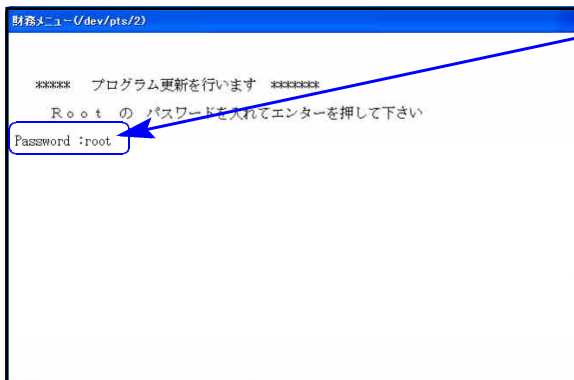 財務メニュー(/dev/pts/2)
***** プログラム更新を行います *******
Ｒｏｏｔ の パスワードを入れてエンターを押して下さい
Password :root